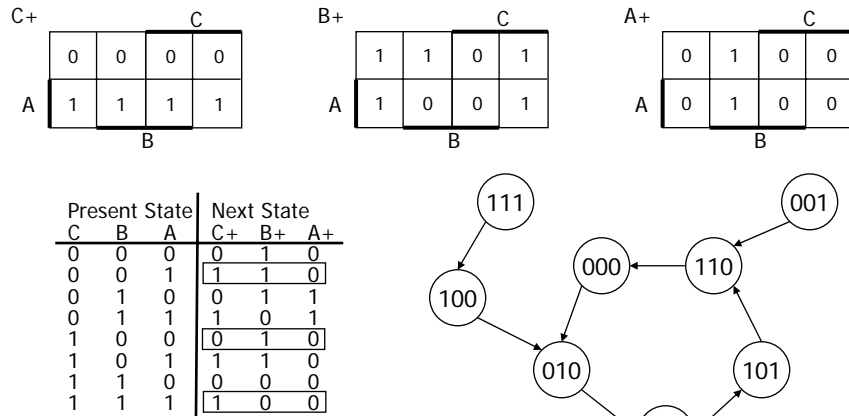 C+ C B+ C A+ C
0 0 0 0 1 1 0 1 0 1 0 0
A 1 1 1 1 A 1 0 0 1 A 0 1 0 0
B B B
Present State Next State
C B A C+ B+ A+
0 0 0 0 1 0
0 0 1 1 1 0
0 1 0 0 1 1
0 1 1 1 0 1
1 0 0 0 1 0
1 0 1 1 1 0
1 1 0 0 0 0
1 1 1 1 0 0
111 001
000 110
100
010 101